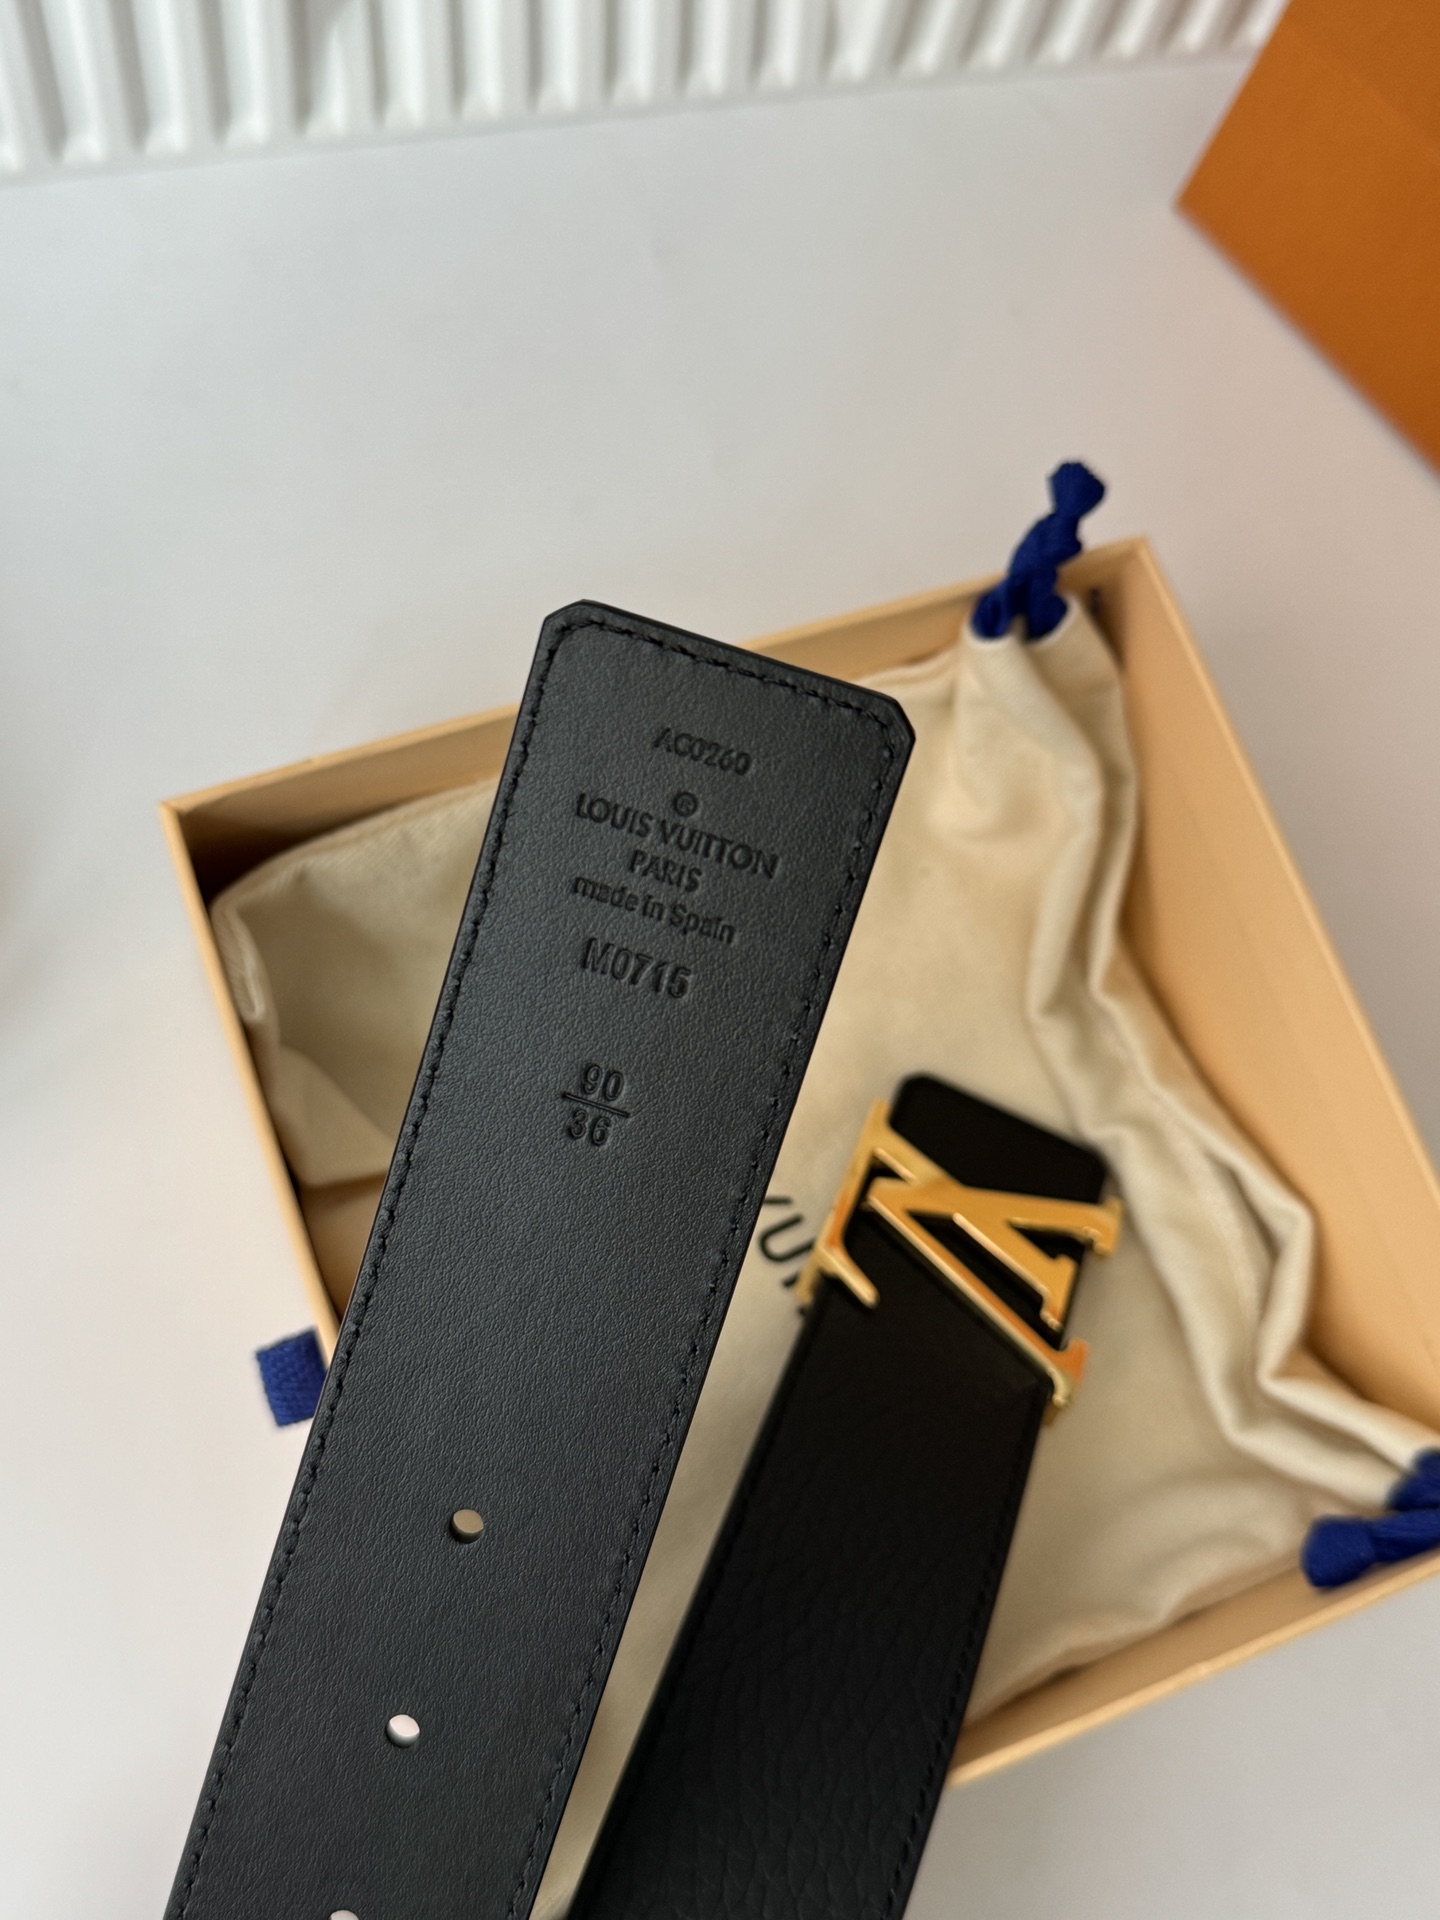 AC0260
®
LOUIS VUITTON
PARIS
made in Spain
M0715
90
36